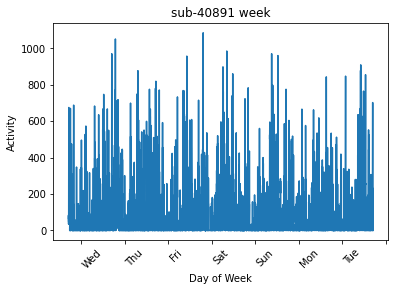 sub-40891 week
1000
800
600
400
200
0
Activity
Wed
Thu
Fri
Sat
Sun
Mon
Tue
Day of Week